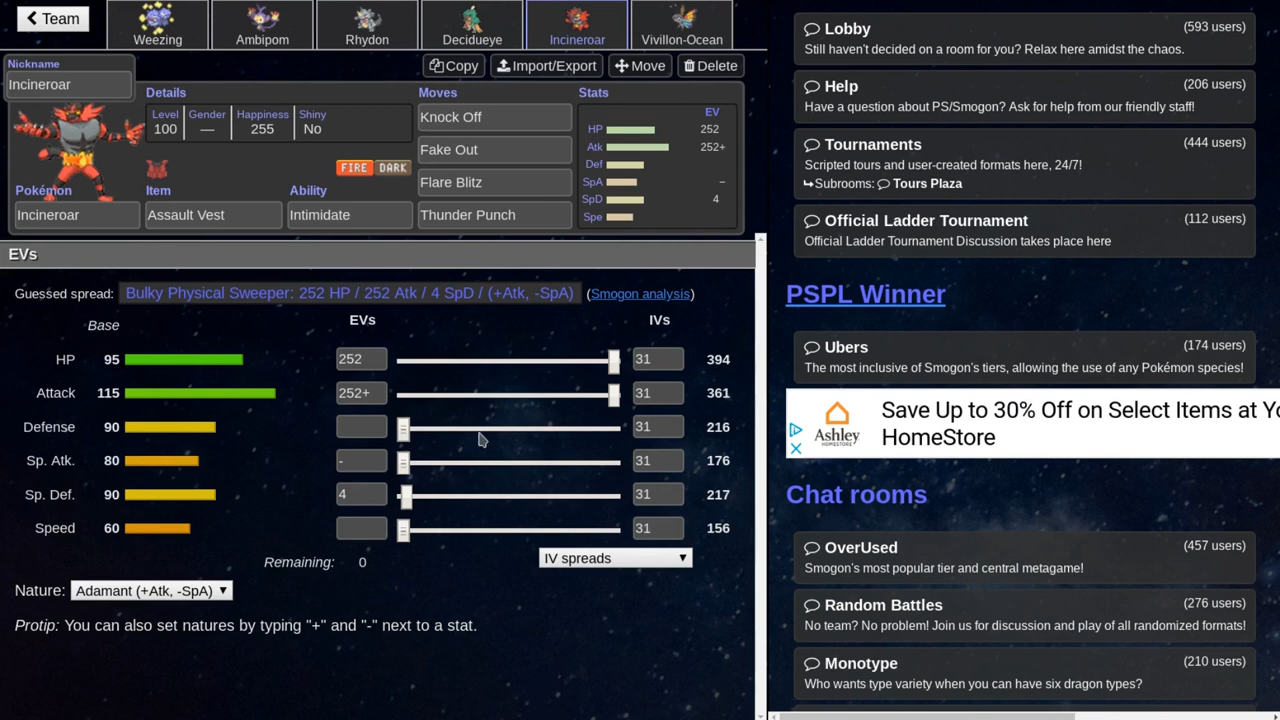 Team
Weezing
Ambipom
Rhydon
Decidueye
Incineroar
Vivillon-Ocean
Copy
Import/Export
Move
Delete
Nickname
Incineroar
Details
Level
100
Gender
—
Happiness
255
Shiny
No
FIRE DARK
Pokémon
Incineroar
Item
Assault Vest
Ability
Intimidate
Moves
Knock Off
Fake Out
Flare Blitz
Thunder Punch
Stats
EV
HP 252
Atk 252+
Def
SpA –
SpD 4
Spe
EVs
Guessed spread: Bulky Physical Sweeper: 252 HP / 252 Atk / 4 SpD / (+Atk, -SpA) (Smogon analysis)
Base EVs IVs
HP 95 252 31 394
Attack 115 252+ 31 361
Defense 90 31 216
Sp. Atk. 80 - 31 176
Sp. Def. 90 4 31 217
Speed 60 31 156
Remaining: 0
IV spreads
Nature: Adamant (+Atk, -SpA)
Protip: You can also set natures by typing "+" and "-" next to a stat.
Lobby (593 users)
Still haven't decided on a room for you? Relax here amidst the chaos.
Help (206 users)
Have a question about PS/Smogon? Ask for help from our friendly staff!
Tournaments (444 users)
Scripted tours and user-created formats here, 24/7!
↳Subrooms: Tours Plaza
Official Ladder Tournament (112 users)
Official Ladder Tournament Discussion takes place here
PSPL Winner
Ubers (174 users)
The most inclusive of Smogon's tiers, allowing the use of any Pokémon species!
Ashley
HOMESTORE
Save Up to 30% Off on Select Items at Yo
HomeStore
Chat rooms
OverUsed (457 users)
Smogon's most popular tier and central metagame!
Random Battles (276 users)
No team? No problem! Join us for discussion and play of all randomized formats!
Monotype (210 users)
Who wants type variety when you can have six dragon types?